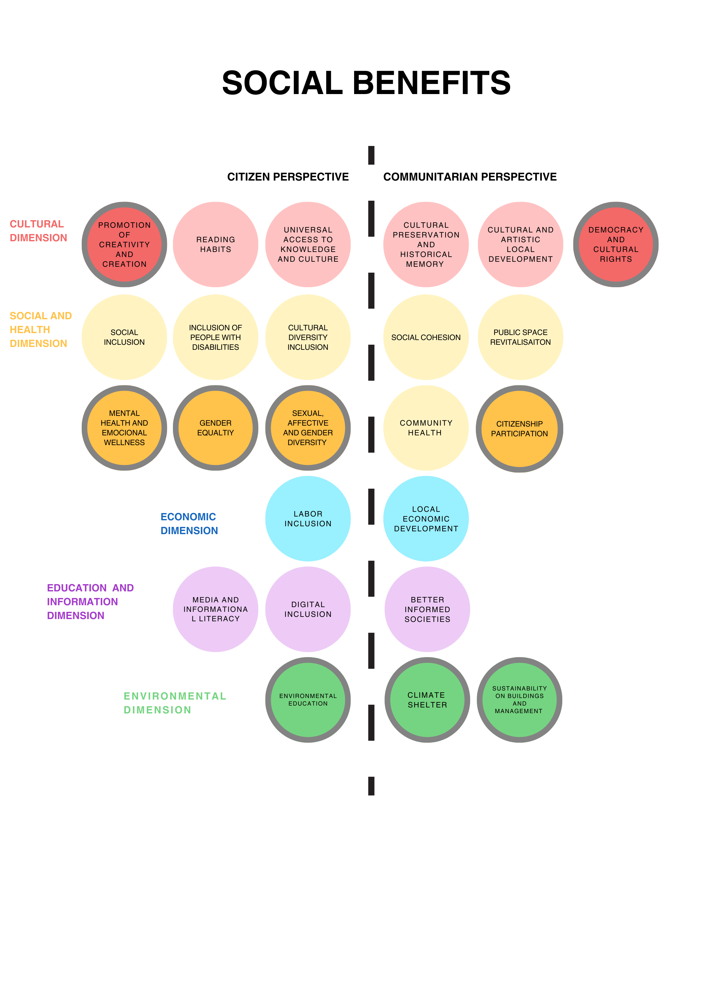 SOCIAL BENEFITS
CITIZEN PERSPECTIVE
COMMUNITARIAN PERSPECTIVE
CULTURAL
DIMENSION
PROMOTION
OF
CREATIVITY
AND
CREATION
READING
HABITS
UNIVERSAL
ACCESS TO
KNOWLEDGE
AND CULTURE
CULTURAL
PRESERVATION
AND
HISTORICAL
MEMORY
CULTURAL AND
ARTISTIC
LOCAL
DEVELOPMENT
DEMOCRACY
AND
CULTURAL
RIGHTS
SOCIAL AND
HEALTH
DIMENSION
SOCIAL
INCLUSION
INCLUSION OF
PEOPLE WITH
DISABILITIES
CULTURAL
DIVERSITY
INCLUSION
SOCIAL COHESION
PUBLIC SPACE
REVITALISAITON
MENTAL
HEALTH AND
EMOCIONAL
WELLNESS
GENDER
EQUALTIY
SEXUAL,
AFFECTIVE
AND GENDER
DIVERSITY
COMMUNITY
HEALTH
CITIZENSHIP
PARTICIPATION
ECONOMIC
DIMENSION
LABOR
INCLUSION
LOCAL
ECONOMIC
DEVELOPMENT
EDUCATION AND
INFORMATION
DIMENSION
MEDIA AND
INFORMATIONA
L LITERACY
DIGITAL
INCLUSION
BETTER
INFORMED
SOCIETIES
ENVIRONMENTAL
DIMENSION
ENVIRONMENTAL
EDUCATION
CLIMATE
SHELTER
SUSTAINABILITY
ON BUILDINGS
AND
MANAGEMENT